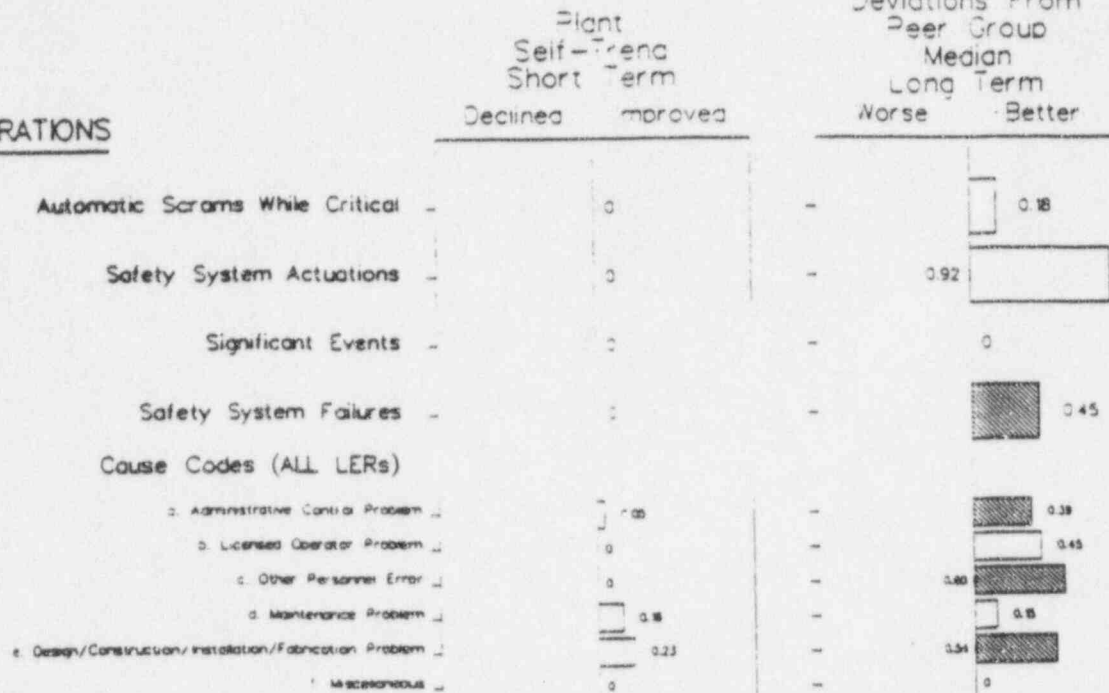 Plant
Self-Trend
Short Term
Declined Improved
Deviations From
Peer Group
Median
Long Term
Worse Better
RATIONS
Automatic Scrams While Critical 0 0.18
Safety System Actuations 0 0.92
Significant Events 0 0
Safety System Failures 0 0.45
Cause Codes (ALL LERs)
a. Administrative Control Problem 0.39
b. Licensed Operator Problem 0 0.45
c. Other Personnel Error 0 0.60
d. Maintenance Problem 0.15
e. Design/Construction/Installation/Fabrication Problem 0.23 0.54
f. Miscellaneous 0 0